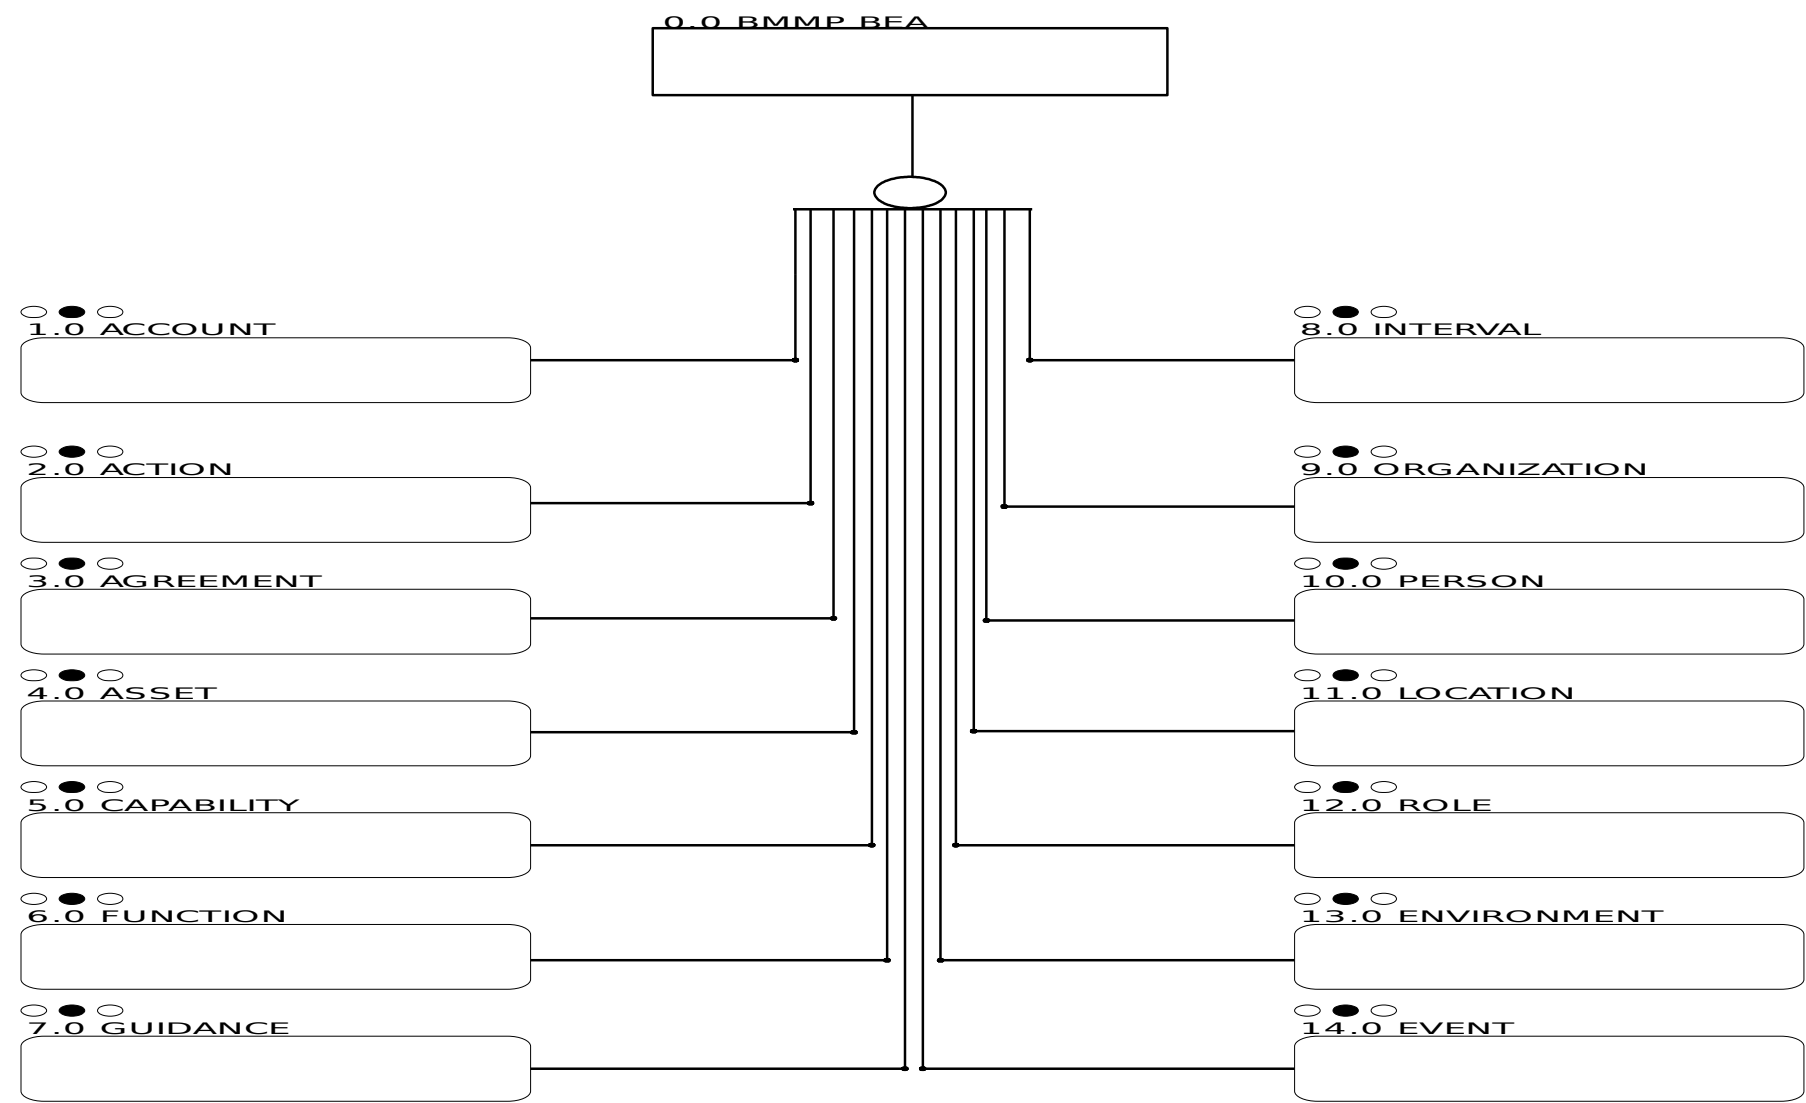 0.0 BMMP BEA
1.0 ACCOUNT
2.0 ACTION
3.0 AGREEMENT
4.0 ASSET
5.0 CAPABILITY
6.0 FUNCTION
7.0 GUIDANCE
8.0 INTERVAL
9.0 ORGANIZATION
10.0 PERSON
11.0 LOCATION
12.0 ROLE
13.0 ENVIRONMENT
14.0 EVENT